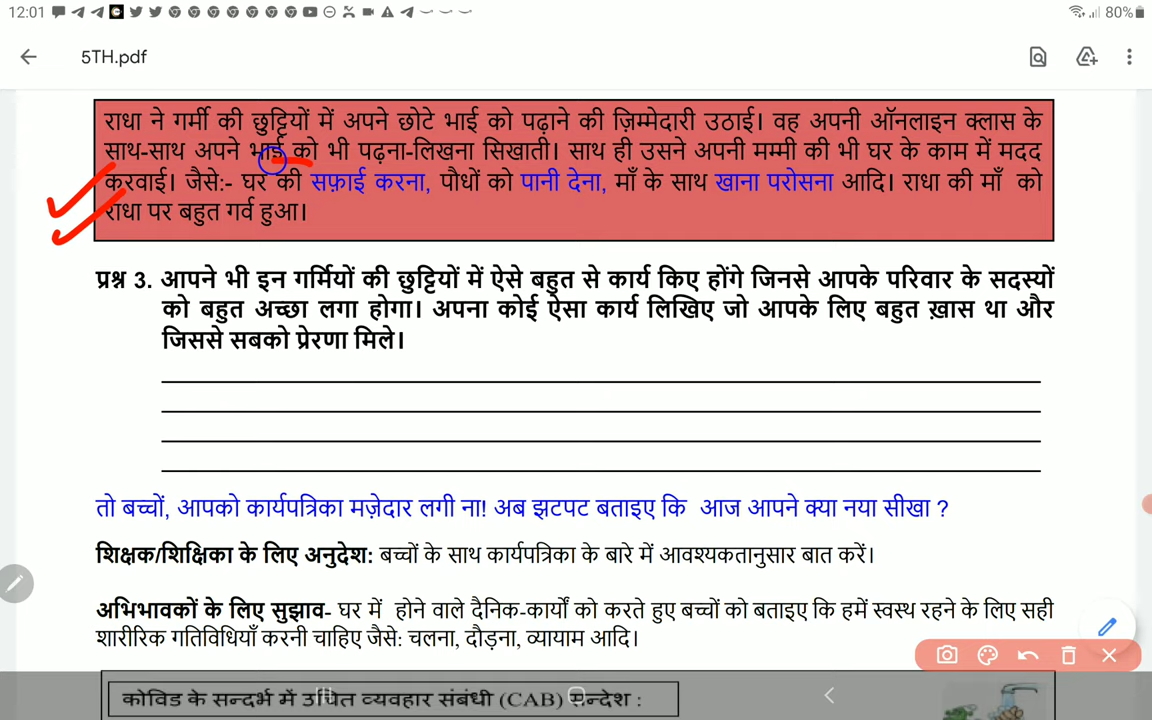 12:01
80%
5TH.pdf
राधा ने गर्मी की छुट्टियों में अपने छोटे भाई को पढ़ाने की ज़िम्मेदारी उठाई। वह अपनी ऑनलाइन क्लास के
साथ-साथ अपने भाई को भी पढ़ना-लिखना सिखाती। साथ ही उसने अपनी मम्मी की भी घर के काम में मदद
करवाई। जैसे:- घर की सफ़ाई करना, पौधों को पानी देना, माँ के साथ खाना परोसना आदि। राधा की माँ को
राधा पर बहुत गर्व हुआ।
प्रश्न 3. आपने भी इन गर्मियों की छुट्टियों में ऐसे बहुत से कार्य किए होंगे जिनसे आपके परिवार के सदस्यों
को बहुत अच्छा लगा होगा। अपना कोई ऐसा कार्य लिखिए जो आपके लिए बहुत ख़ास था और
जिससे सबको प्रेरणा मिले।
तो बच्चों, आपको कार्यपत्रिका मज़ेदार लगी ना! अब झटपट बताइए कि आज आपने क्या नया सीखा ?
शिक्षक/शिक्षिका के लिए अनुदेश: बच्चों के साथ कार्यपत्रिका के बारे में आवश्यकतानुसार बात करें।
अभिभावकों के लिए सुझाव- घर में होने वाले दैनिक-कार्यों को करते हुए बच्चों को बताइए कि हमें स्वस्थ रहने के लिए सही
शारीरिक गतिविधियाँ करनी चाहिए जैसे: चलना, दौड़ना, व्यायाम आदि।
कोविड के सन्दर्भ में उचित व्यवहार संबंधी (CAB) सन्देश :